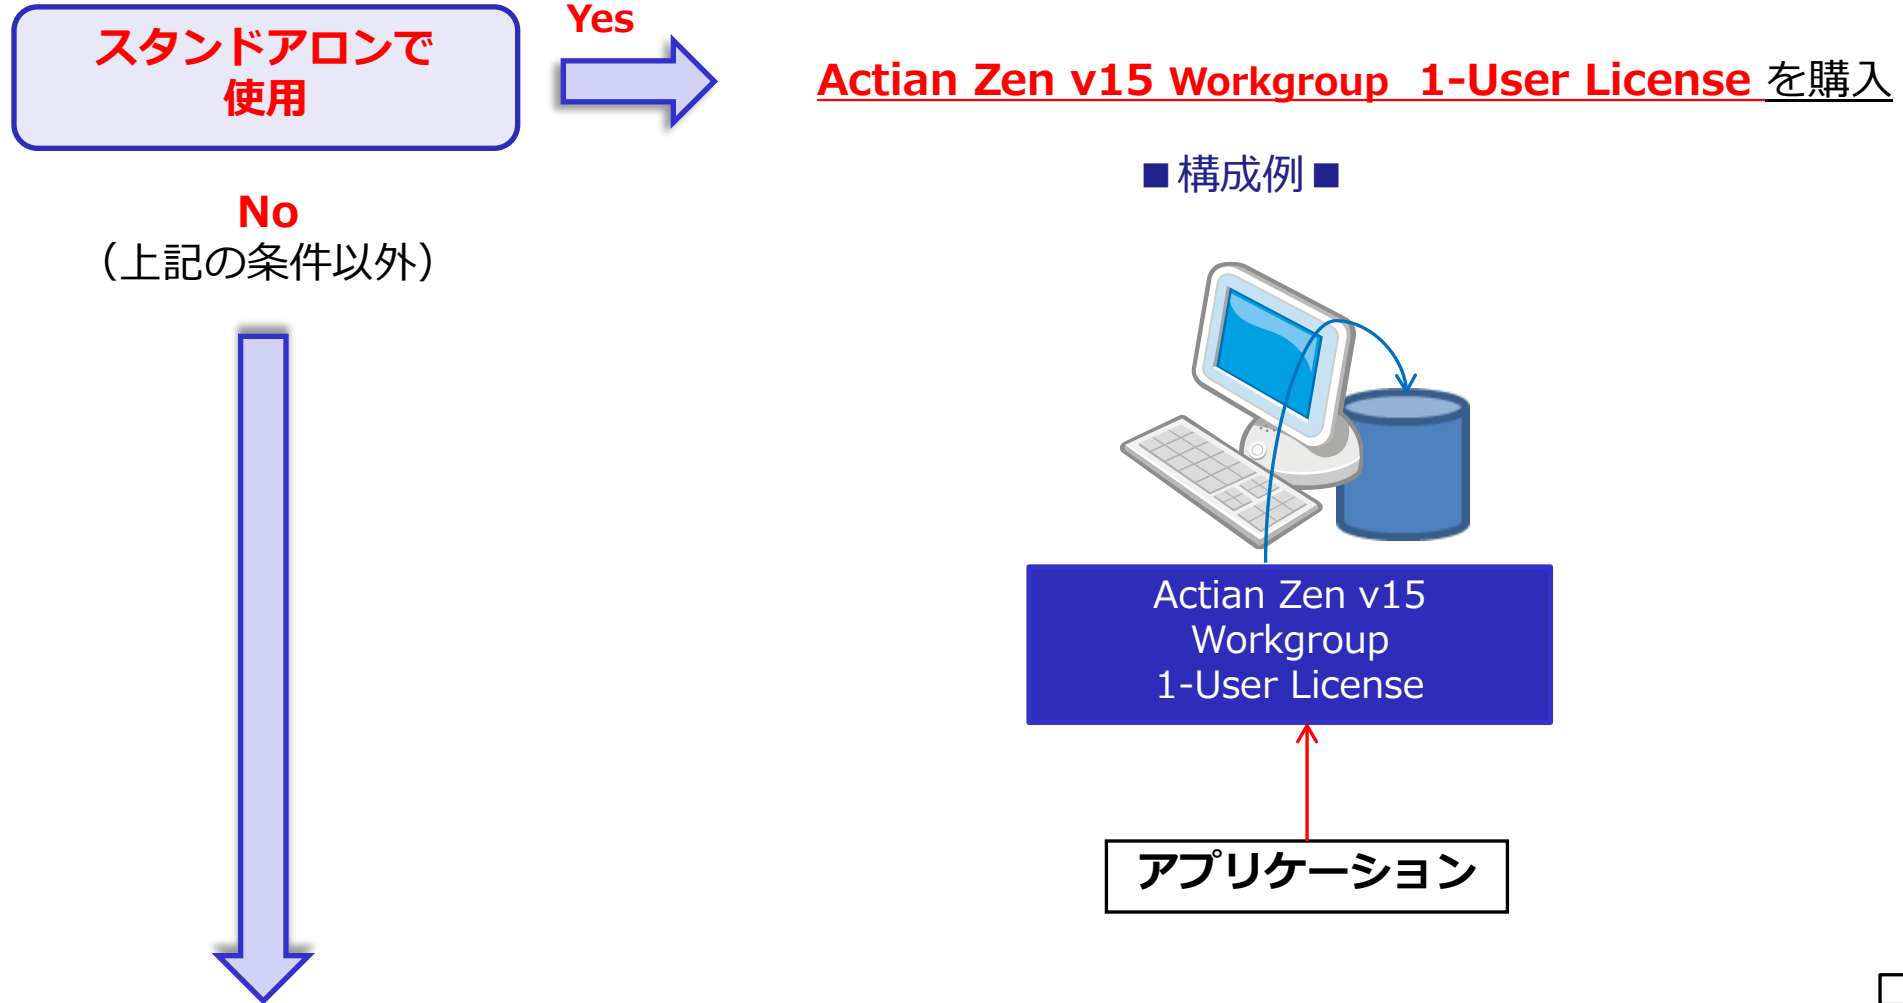 スタンドアロンで
使用
Yes
Actian Zen v15 Workgroup 1-User License を購入
No
（上記の条件以外）
■構成例■
Actian Zen v15
Workgroup
1-User License
アプリケーション